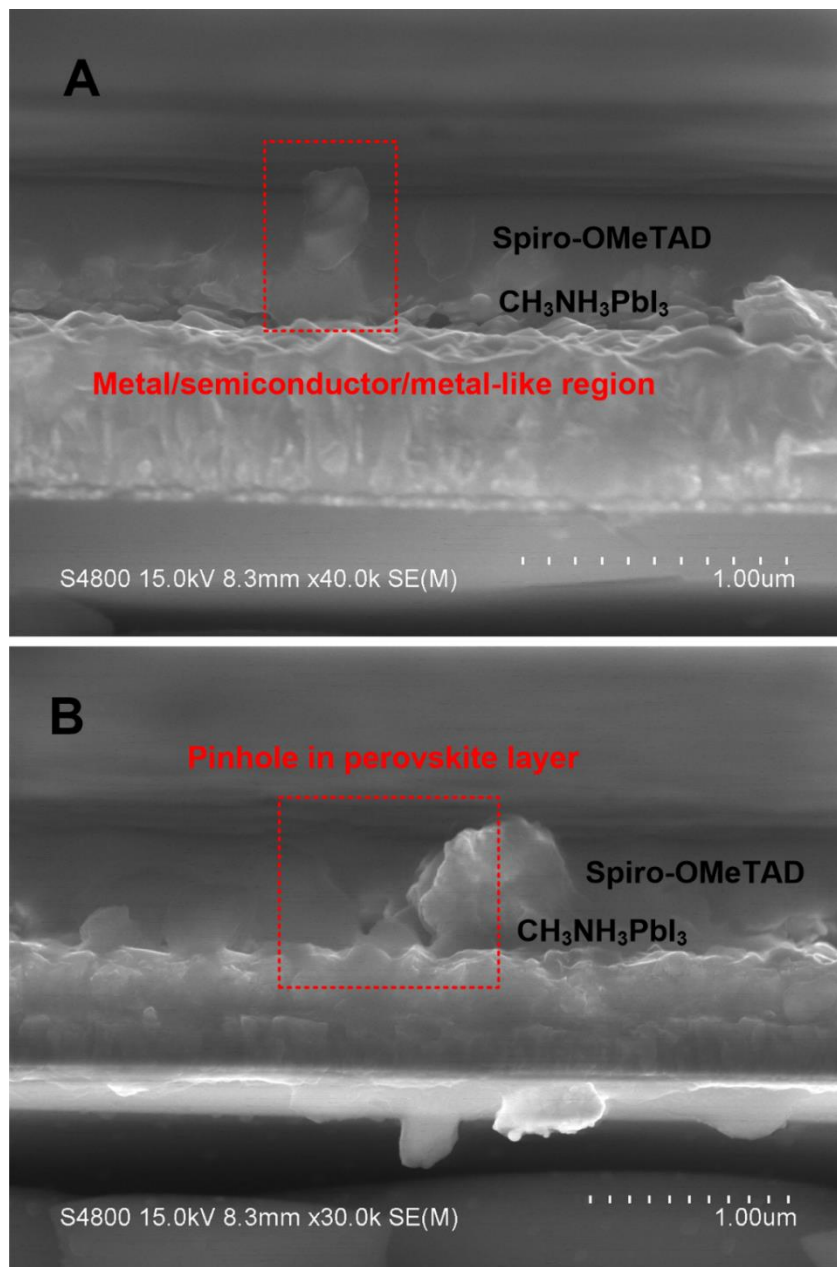 A
Spiro-OMeTAD
CH₃NH₃PbI₃
Metal/semiconductor/metal-like region
S4800 15.0kV 8.3mm x40.0k SE(M)
1.00um
B
Pinhole in perovskite layer
Spiro-OMeTAD
CH₃NH₃PbI₃
S4800 15.0kV 8.3mm x30.0k SE(M)
1.00um